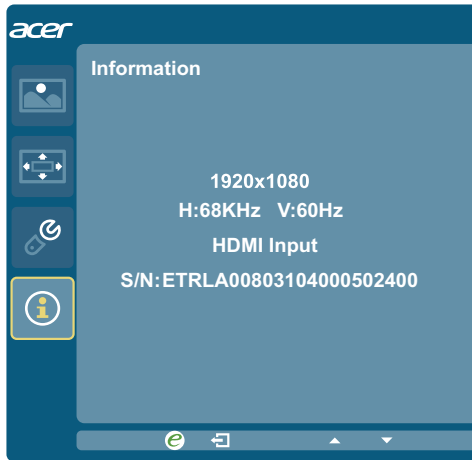 acer
Information
1920x1080
H:68KHz V:60Hz
HDMI Input
S/N:ETRLA00803104000502400
e